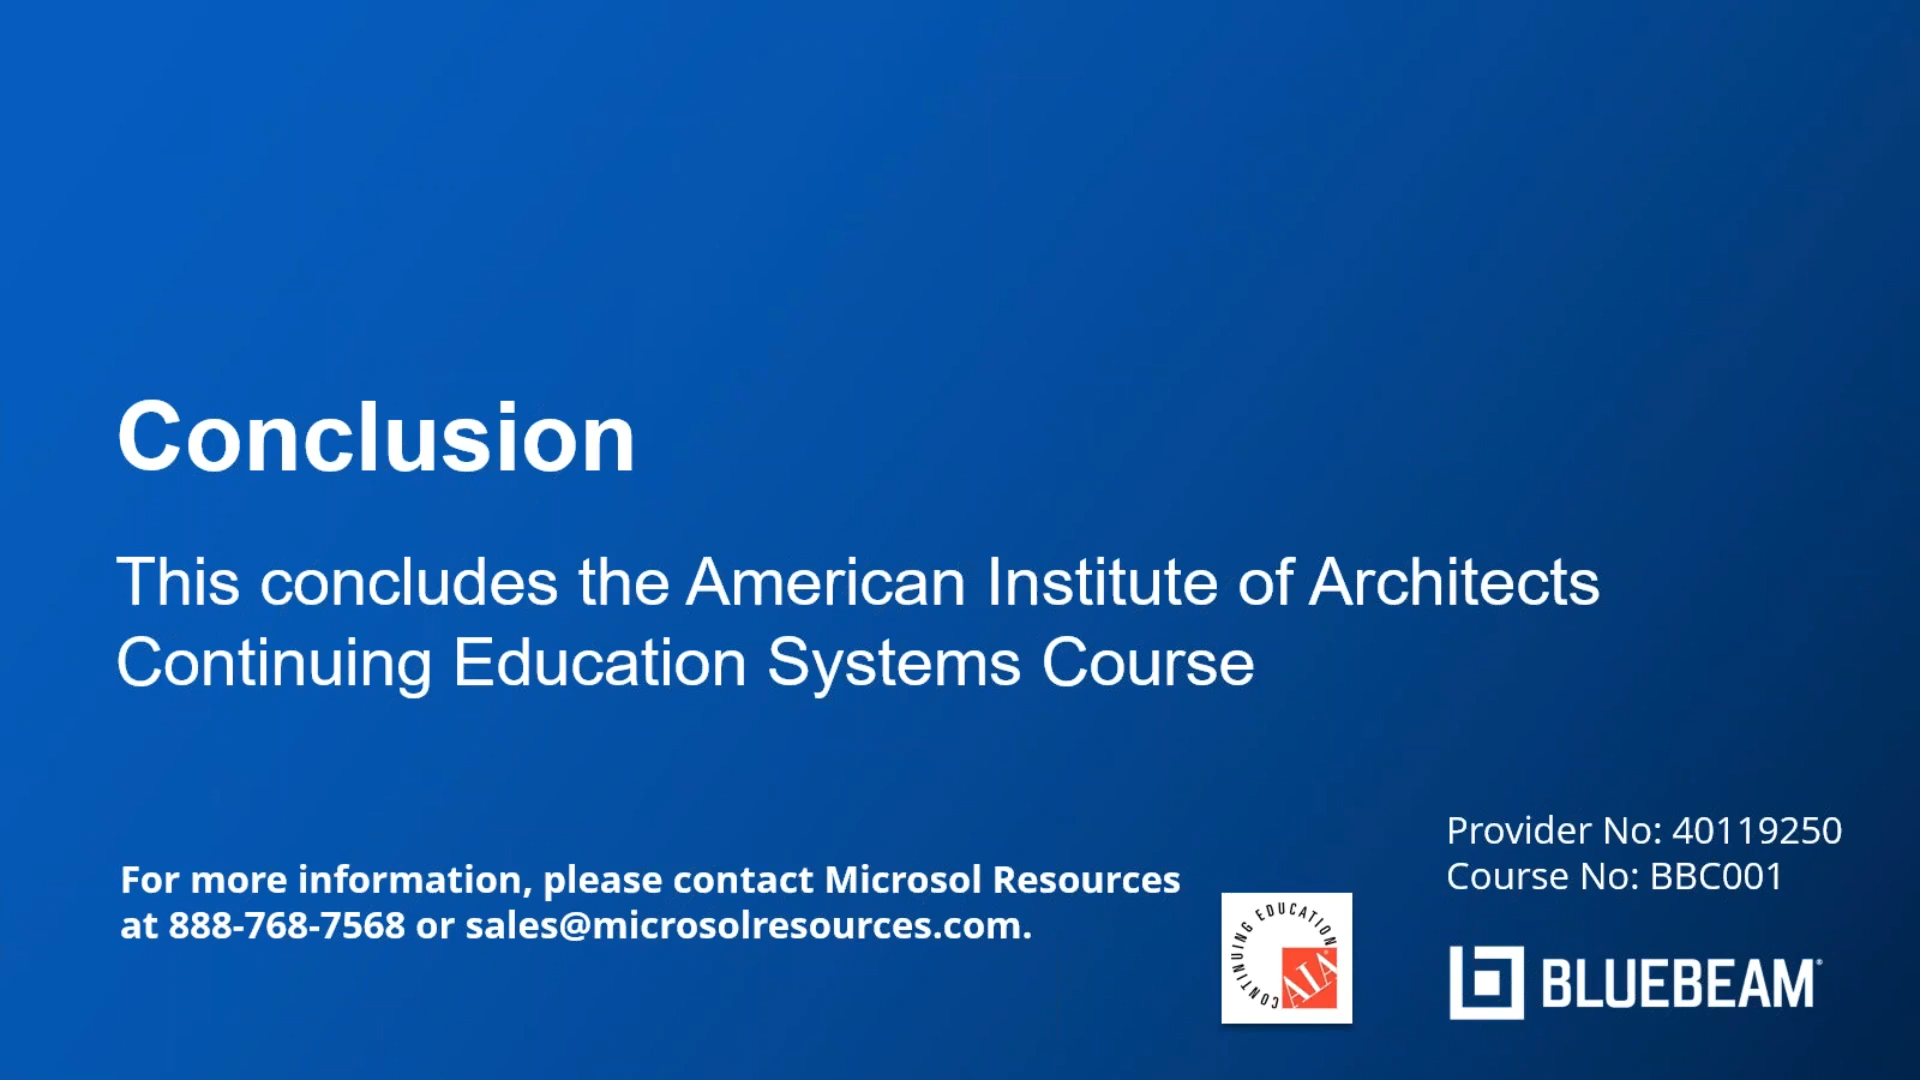 Conclusion
This concludes the American Institute of Architects
Continuing Education Systems Course
For more information, please contact Microsol Resources
at 888-768-7568 or sales@microsolresources.com.
CONTINUING EDUCATION
AIA
Provider No: 40119250
Course No: BBC001
BLUEBEAM®